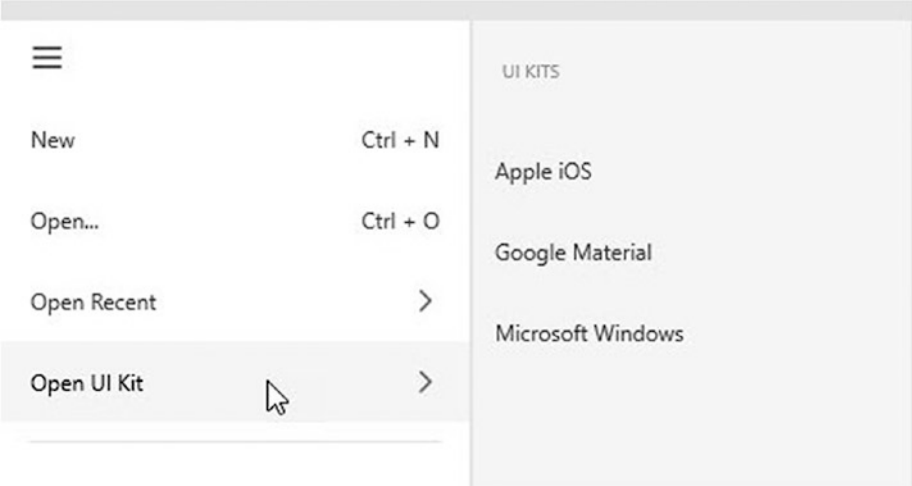 New Ctrl + N
Open... Ctrl + O
Open Recent
Open UI Kit
UI KITS
Apple iOS
Google Material
Microsoft Windows